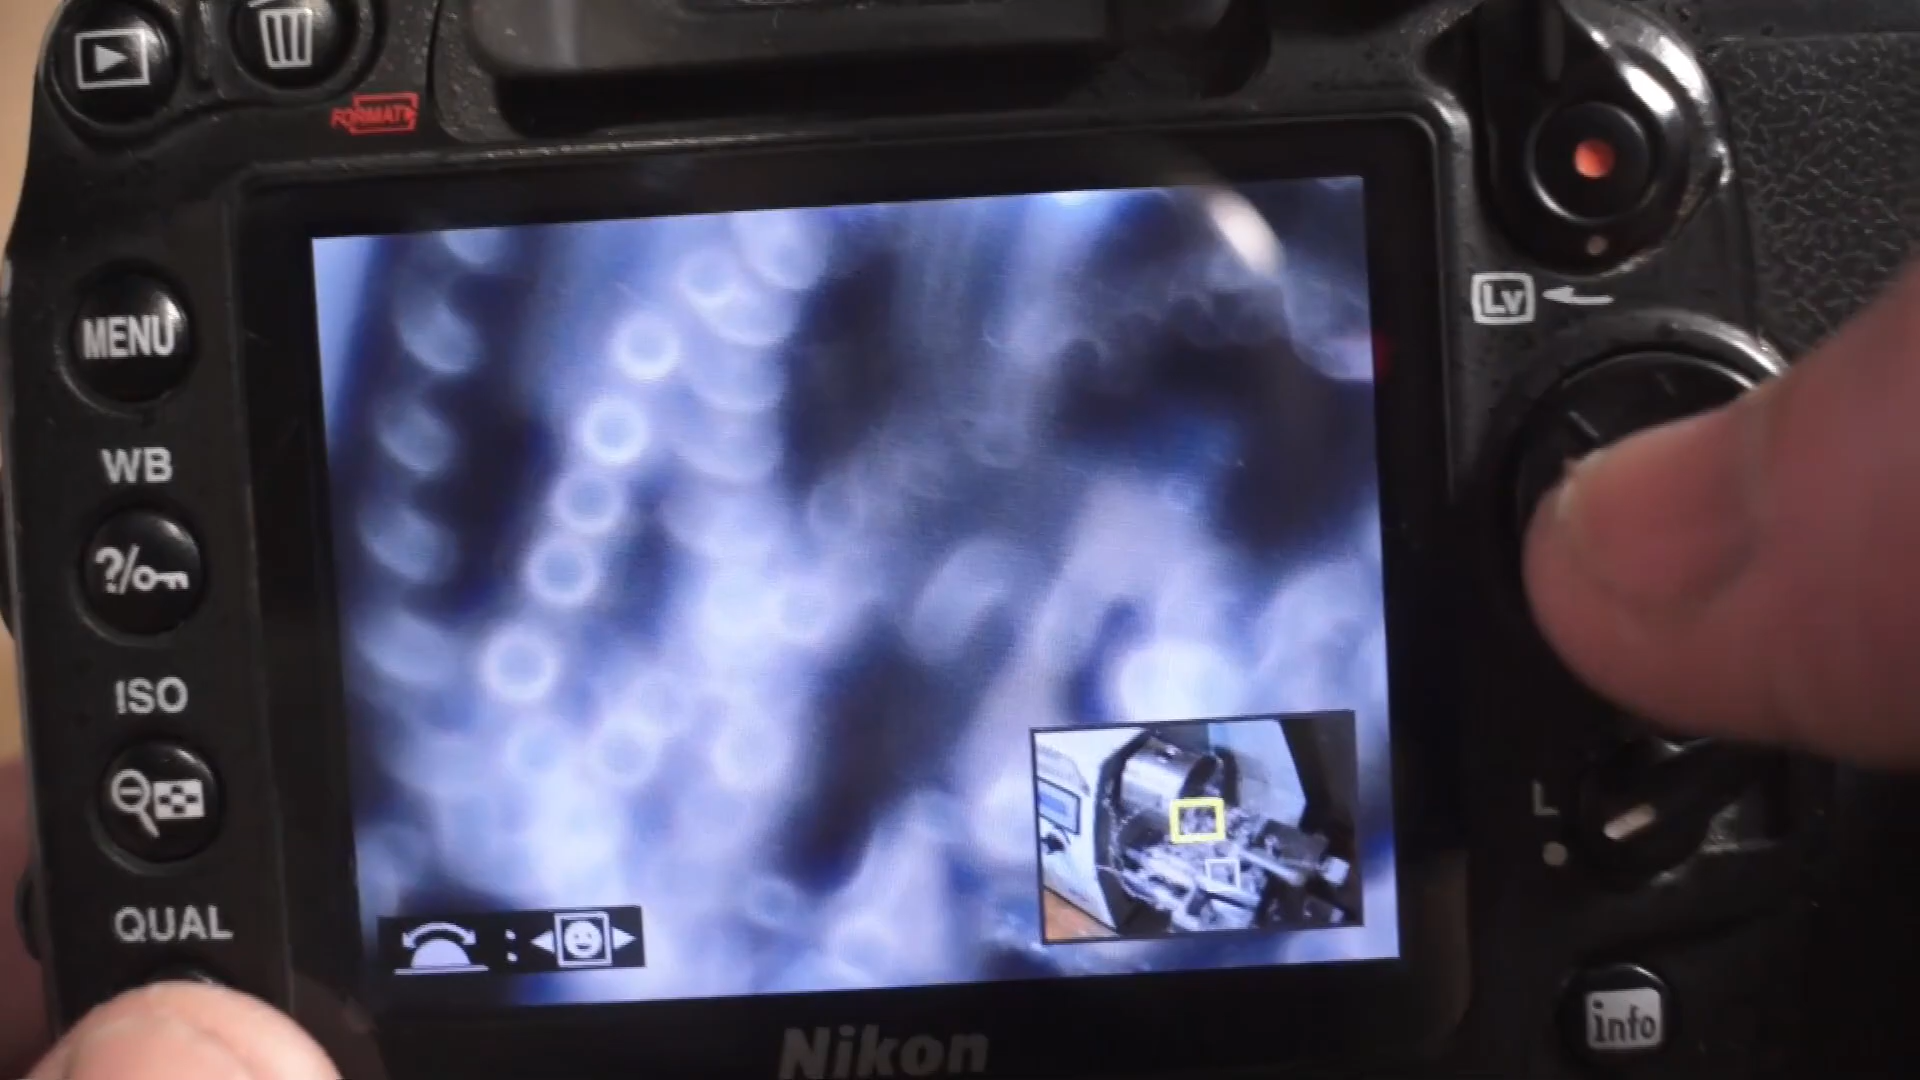 FORMAT
MENU
Lv
WB
?/
ISO
L
QUAL
info
Nikon